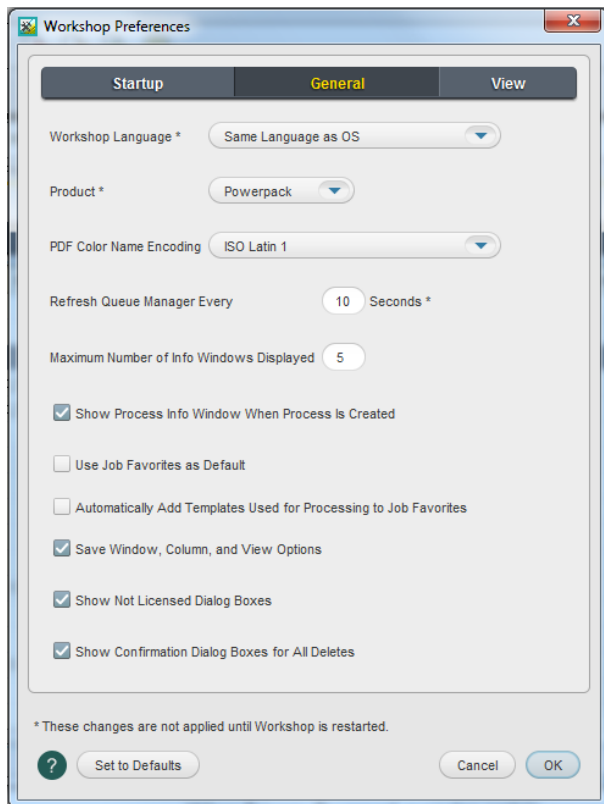 Workshop Preferences
Startup General View
Workshop Language * Same Language as OS
Product * Powerpack
PDF Color Name Encoding ISO Latin 1
Refresh Queue Manager Every 10 Seconds *
Maximum Number of Info Windows Displayed 5
Show Process Info Window When Process Is Created
Use Job Favorites as Default
Automatically Add Templates Used for Processing to Job Favorites
Save Window, Column, and View Options
Show Not Licensed Dialog Boxes
Show Confirmation Dialog Boxes for All Deletes
* These changes are not applied until Workshop is restarted.
? Set to Defaults Cancel OK